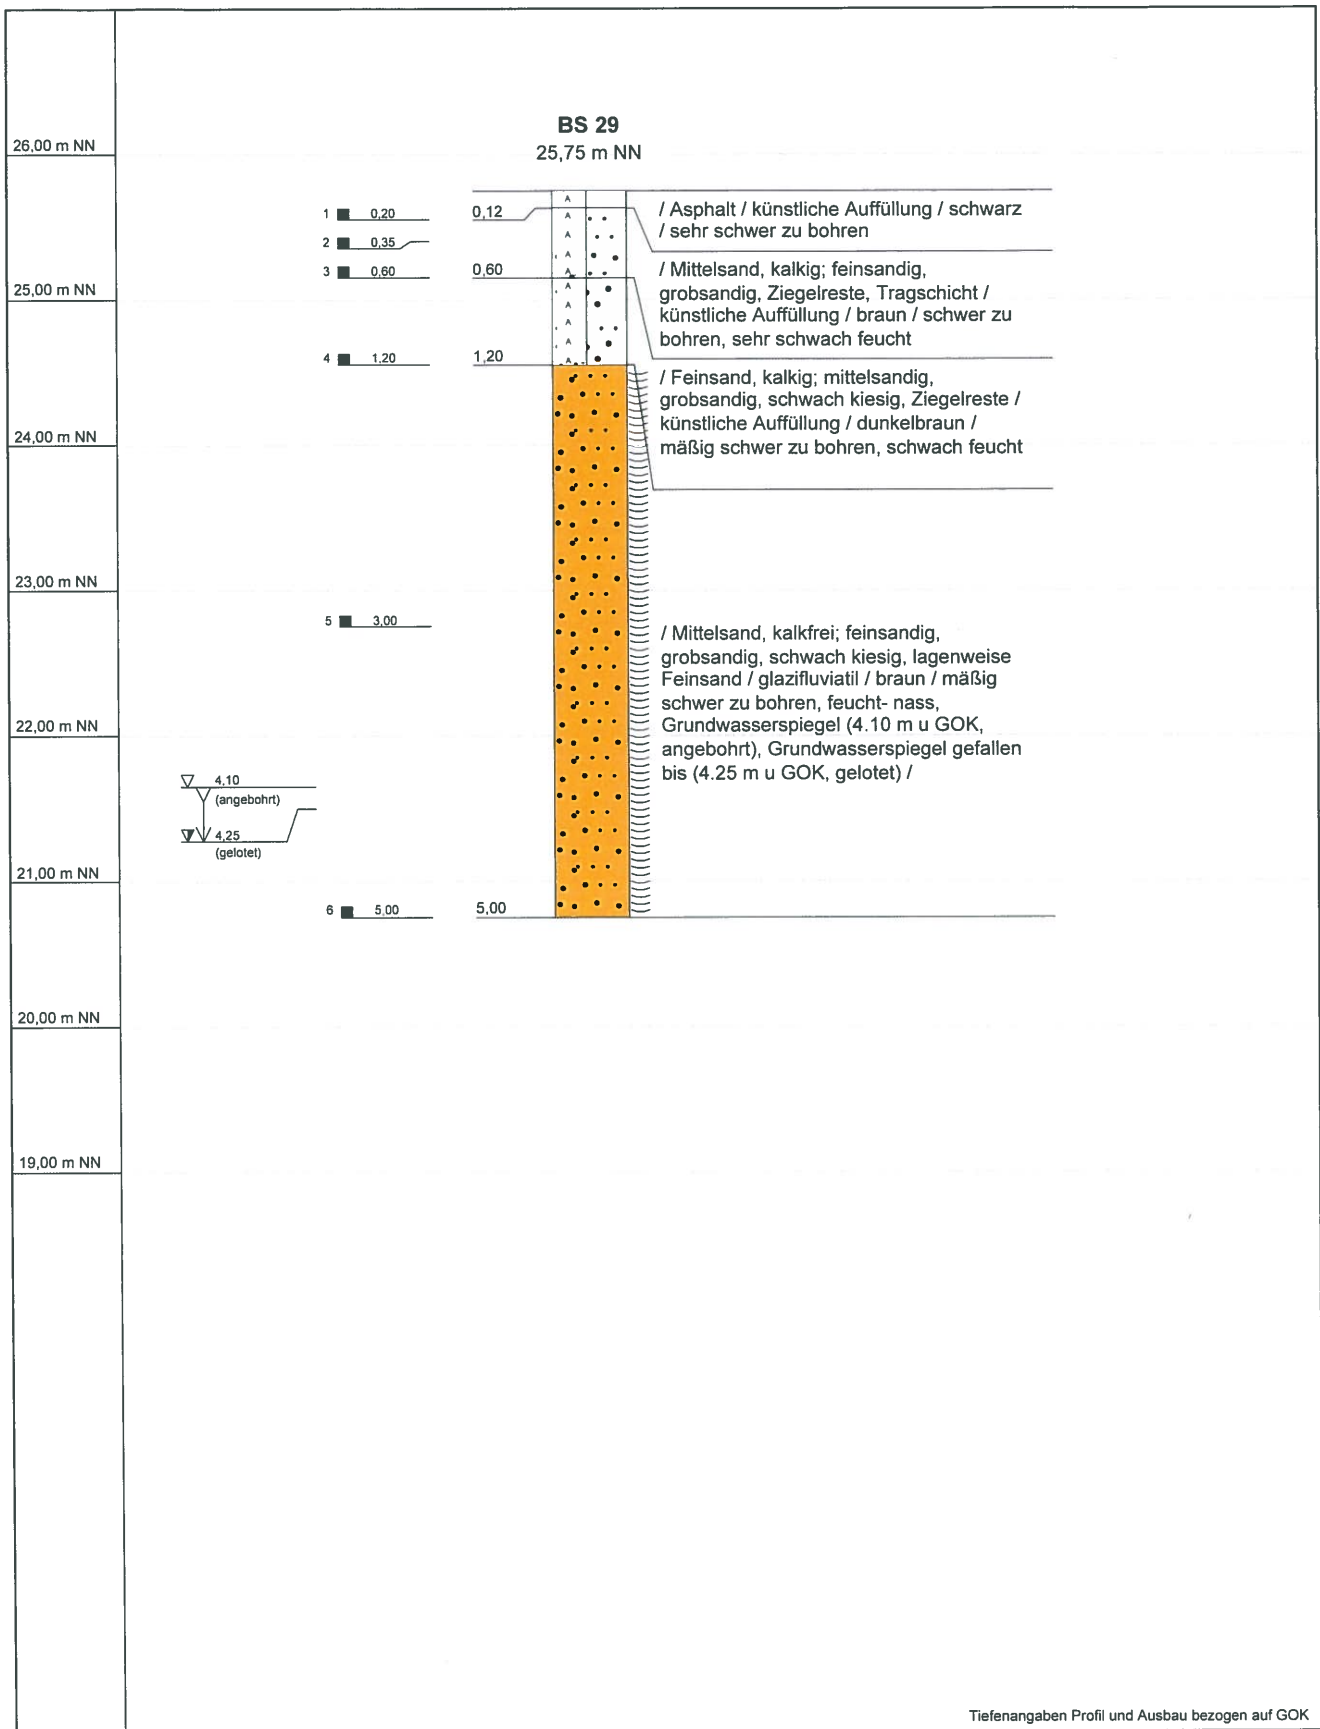 BS 29
25,75 m NN
26,00 m NN
25,00 m NN
24,00 m NN
23,00 m NN
22,00 m NN
21,00 m NN
20,00 m NN
19,00 m NN
1 0,20
2 0,35
3 0,60
4 1,20
5 3,00
6 5,00
4,10
(angebohrt)
4,25
(gelotet)
0,12
0,60
1,20
5,00
A
A
A
A
A
A
A
A
A
A
/ Asphalt / künstliche Auffüllung / schwarz
/ sehr schwer zu bohren
/ Mittelsand, kalkig; feinsandig,
grobsandig, Ziegelreste, Tragschicht /
künstliche Auffüllung / braun / schwer zu
bohren, sehr schwach feucht
/ Feinsand, kalkig; mittelsandig,
grobsandig, schwach kiesig, Ziegelreste /
künstliche Auffüllung / dunkelbraun /
mäßig schwer zu bohren, schwach feucht
/ Mittelsand, kalkfrei; feinsandig,
grobsandig, schwach kiesig, lagenweise
Feinsand / glazifluviatil / braun / mäßig
schwer zu bohren, feucht- nass,
Grundwasserspiegel (4.10 m u GOK,
angebohrt), Grundwasserspiegel gefallen
bis (4.25 m u GOK, gelotet) /
Tiefenangaben Profil und Ausbau bezogen auf GOK